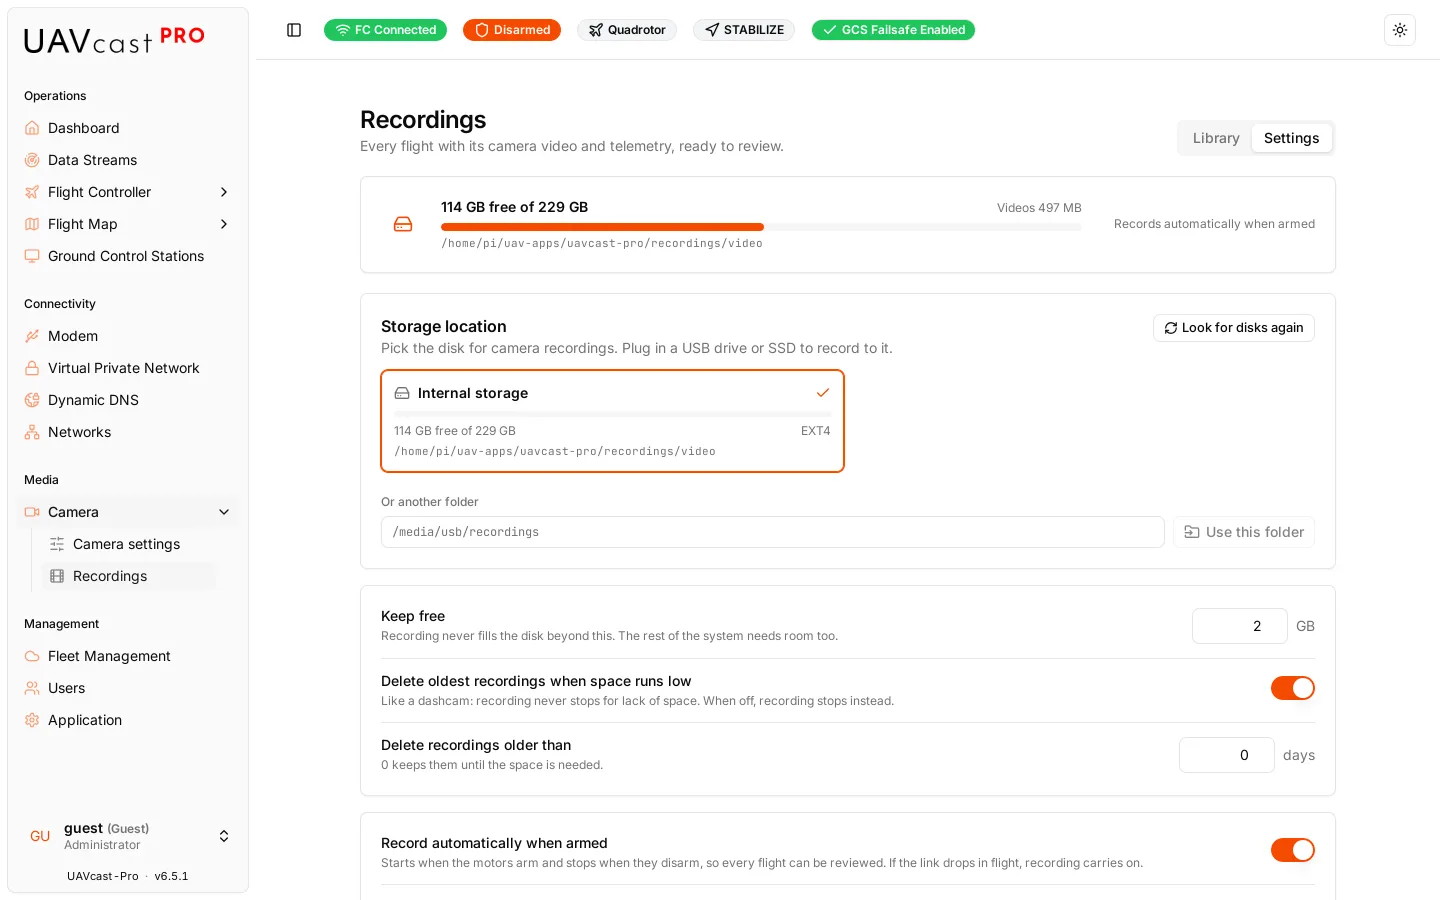 UAVcast PRO
Operations
Dashboard
Data Streams
Flight Controller
Flight Map
Ground Control Stations
Connectivity
Modem
Virtual Private Network
Dynamic DNS
Networks
Media
Camera
Camera settings
Recordings
Management
Fleet Management
Users
Application
GU
guest (Guest)
Administrator
UAVcast-Pro · v6.5.1
FC Connected
Disarmed
Quadrotor
STABILIZE
GCS Failsafe Enabled
Recordings
Every flight with its camera video and telemetry, ready to review.
Library
Settings
114 GB free of 229 GB
Videos 497 MB
/home/pi/uav-apps/uavcast-pro/recordings/video
Records automatically when armed
Storage location
Pick the disk for camera recordings. Plug in a USB drive or SSD to record to it.
Look for disks again
Internal storage
114 GB free of 229 GB
EXT4
/home/pi/uav-apps/uavcast-pro/recordings/video
Or another folder
/media/usb/recordings
Use this folder
Keep free
Recording never fills the disk beyond this. The rest of the system needs room too.
2 GB
Delete oldest recordings when space runs low
Like a dashcam: recording never stops for lack of space. When off, recording stops instead.
Delete recordings older than
0 keeps them until the space is needed.
0 days
Record automatically when armed
Starts when the motors arm and stops when they disarm, so every flight can be reviewed. If the link drops in flight, recording carries on.